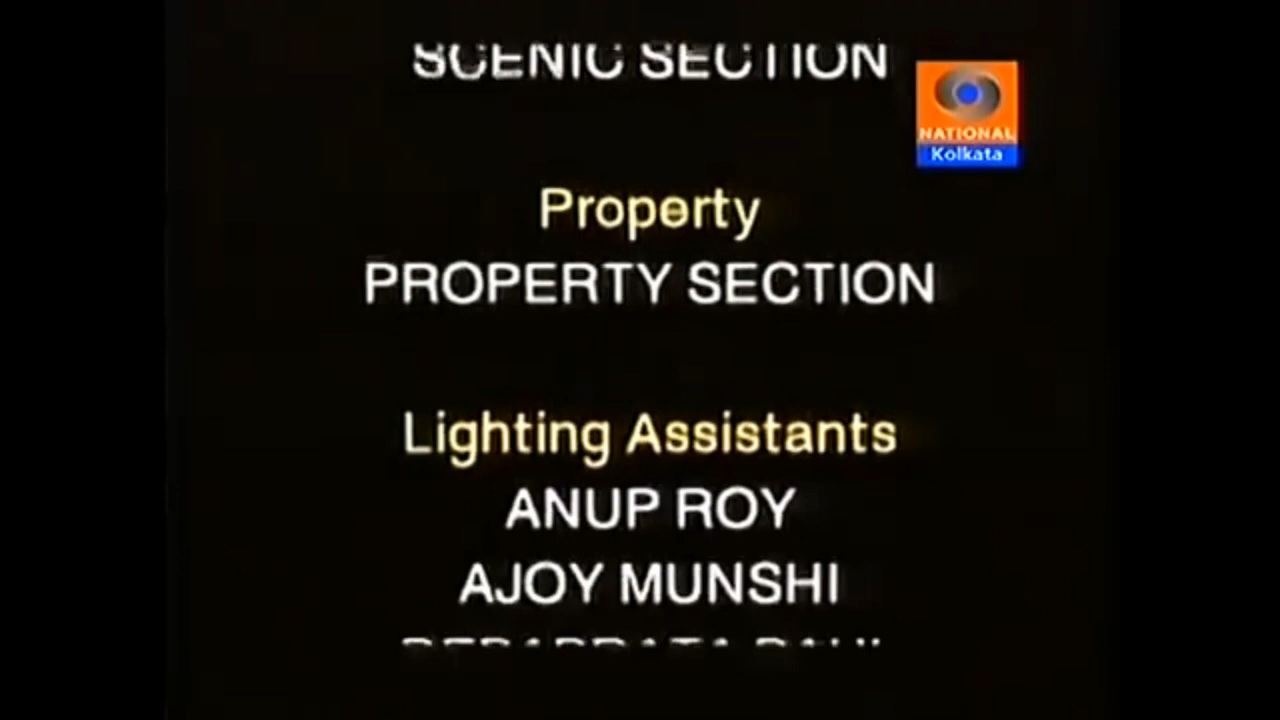 SCENIC SECTION
NATIONAL
Kolkata
Property
PROPERTY SECTION
Lighting Assistants
ANUP ROY
AJOY MUNSHI